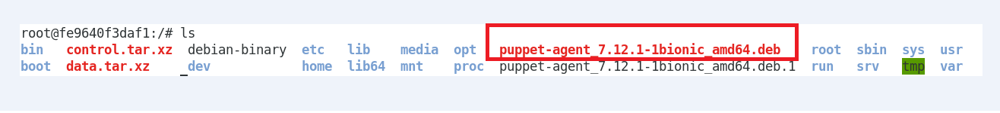 root@fe9640f3daf1:/# ls
bin   control.tar.xz  debian-binary  etc   lib    media  opt   puppet-agent_7.12.1-1bionic_amd64.deb    root  sbin  sys  usr
boot  data.tar.xz     dev            home  lib64  mnt    proc  puppet-agent_7.12.1-1bionic_amd64.deb.1  run   srv   tmp  var